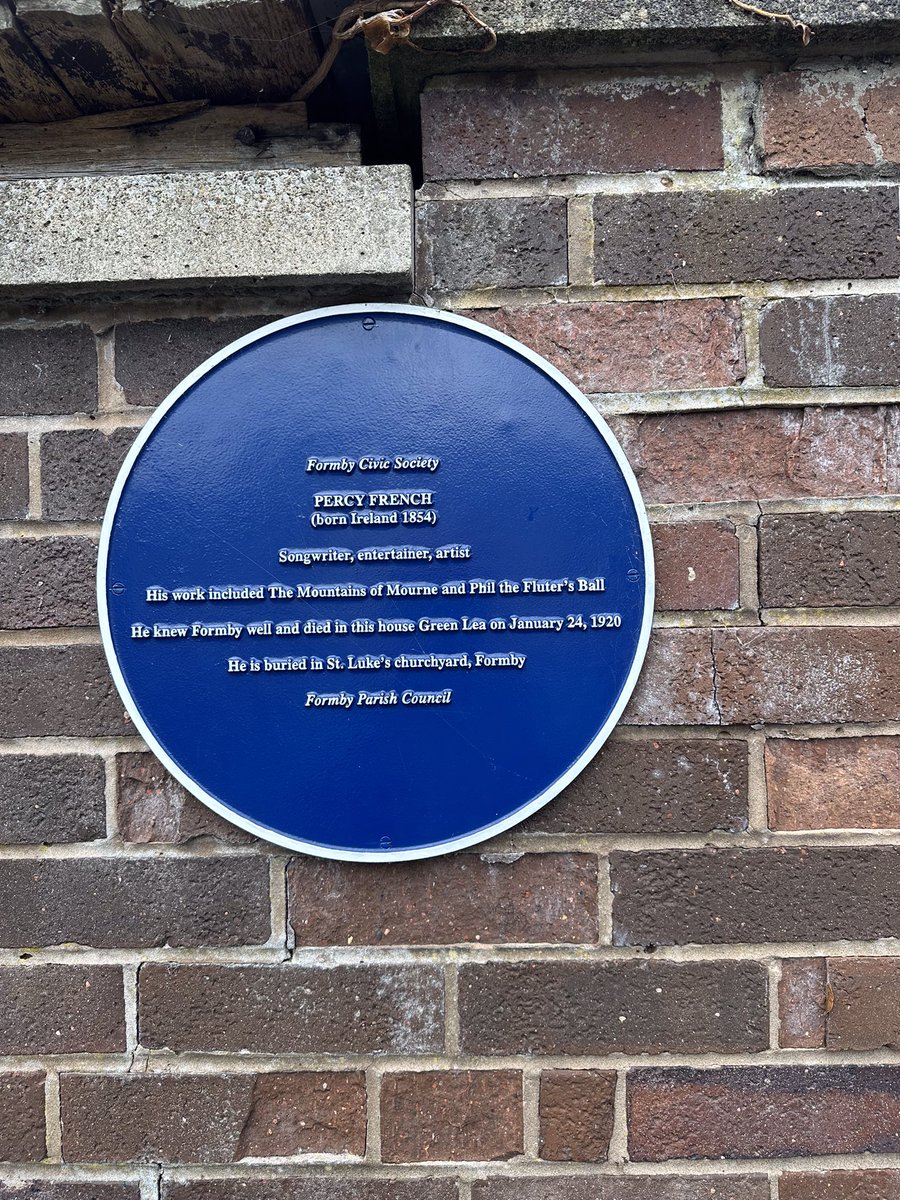 Formby Civic Society
PERCY FRENCH
(born Ireland 1854)
Songwriter, entertainer, artist
His work included The Mountains of Mourne and Phil the Fluter's Ball
He knew Formby well and died in this house Green Lea on January 24, 1920
He is buried in St. Luke's churchyard, Formby
Formby Parish Council